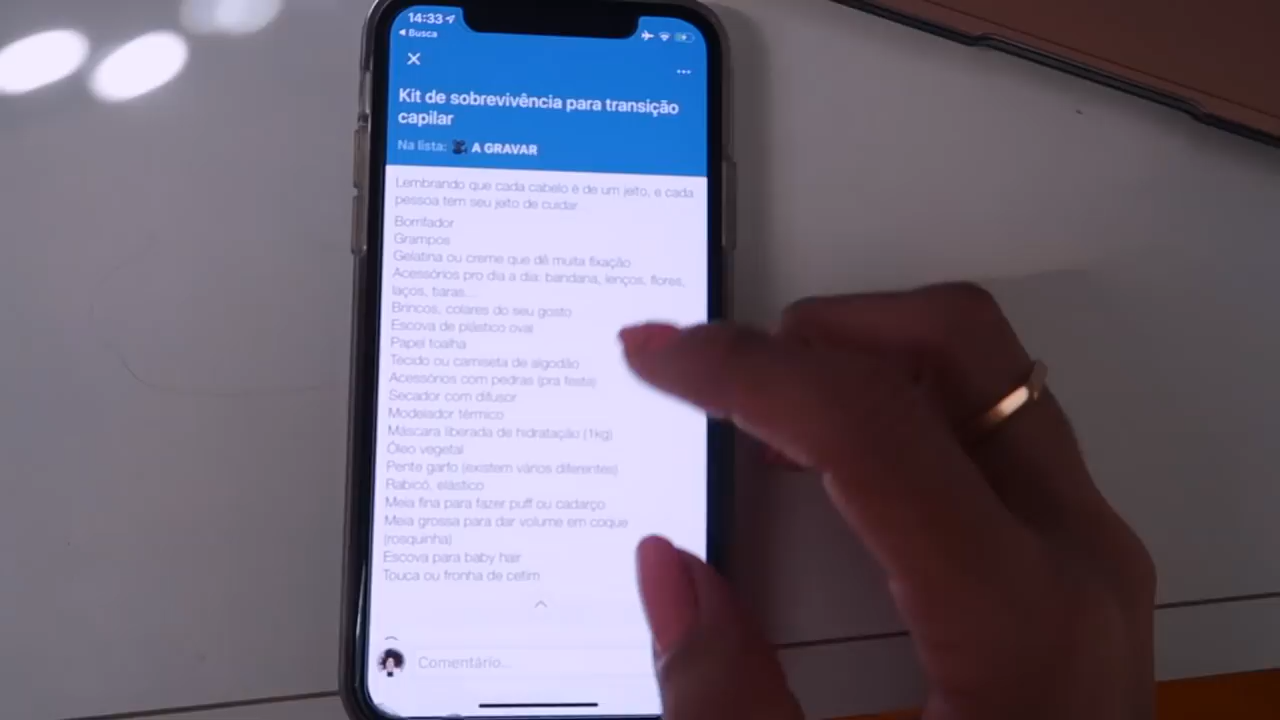 14:33
Busca
Kit de sobrevivência para transição
capilar
Na lista: A GRAVAR
Lembrando que cada cabelo é de um jeito, e cada
pessoa tem seu jeito de cuidar...
Borrifador
Grampos
Gelatina ou creme que dê muita fixação
Acessórios pro dia a dia: bandana, lenços, flores,
laços, tiaras...
Brincos, colares do seu gosto
Escova de plástico oval
Papel toalha
Tecido ou camiseta de algodão
Acessórios com pedras (pra festa)
Secador com difusor
Modelador térmico
Máscara liberada de hidratação (1kg)
Óleo vegetal
Pente garfo (existem vários diferentes)
Rabicó, elástico
Meia fina para fazer puff ou cadarço
Meia grossa para dar volume em coque
(rosquinha)
Escova para baby hair
Touca ou fronha de cetim
Comentário...